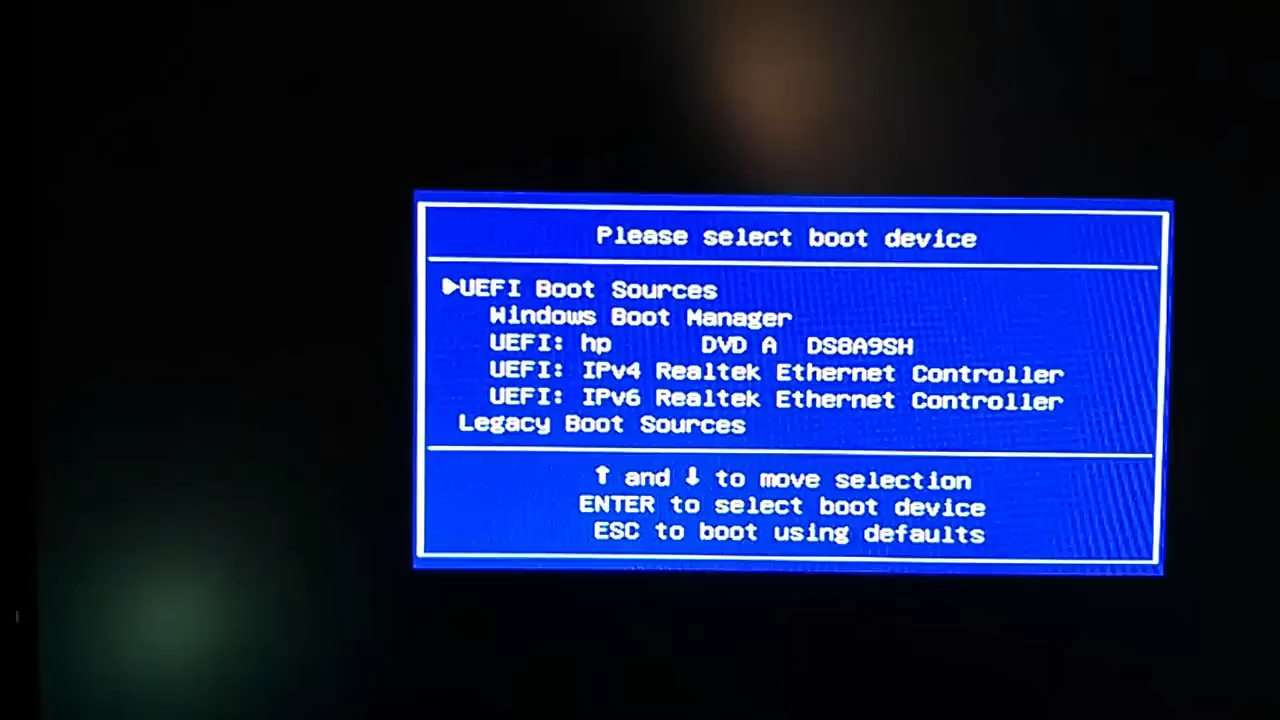 Please select boot device
▶UEFI Boot Sources
Windows Boot Manager
UEFI: hp DVD A DS8A9SH
UEFI: IPv4 Realtek Ethernet Controller
UEFI: IPv6 Realtek Ethernet Controller
Legacy Boot Sources
↑ and ↓ to move selection
ENTER to select boot device
ESC to boot using defaults